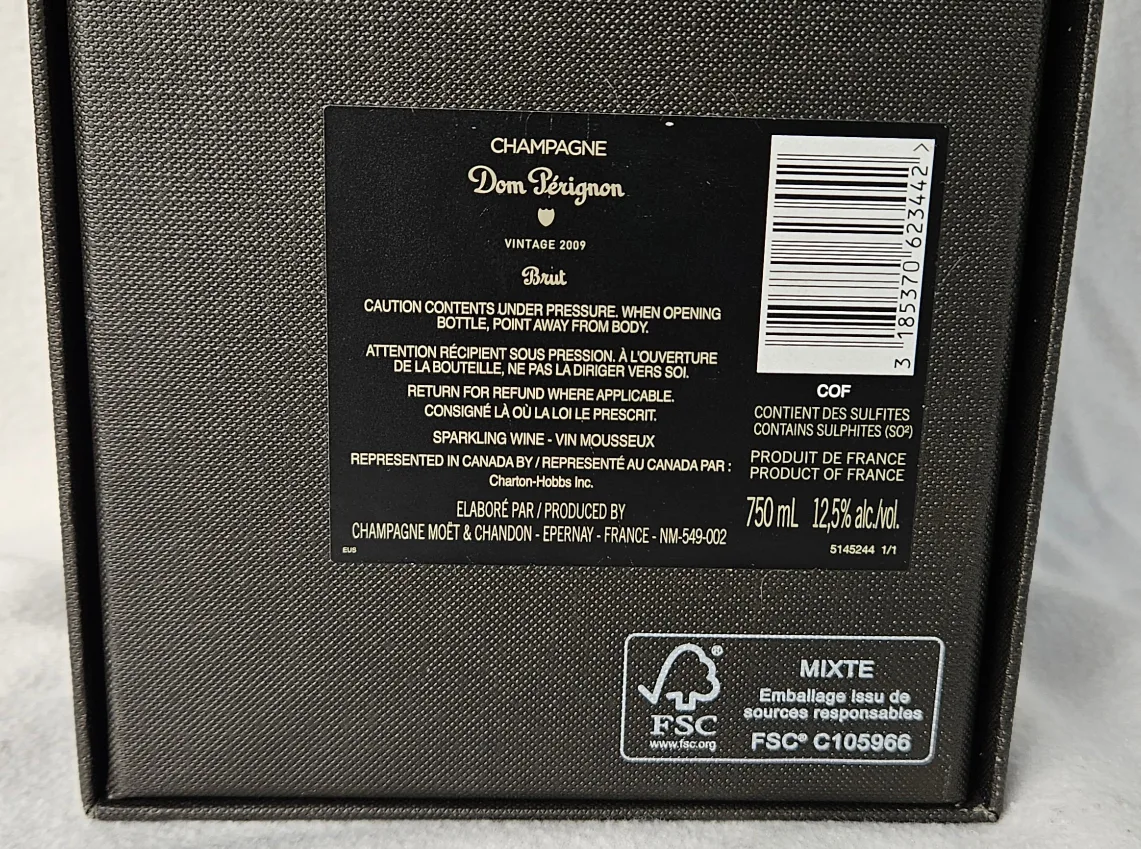 CHAMPAGNE
Dom Pérignon
VINTAGE 2009
Brut
CAUTION CONTENTS UNDER PRESSURE. WHEN OPENING
BOTTLE, POINT AWAY FROM BODY.
ATTENTION RÉCIPIENT SOUS PRESSION. À L'OUVERTURE
DE LA BOUTEILLE, NE PAS LA DIRIGER VERS SOI.
RETURN FOR REFUND WHERE APPLICABLE.
CONSIGNÉ LÀ OÙ LA LOI LE PRESCRIT.
SPARKLING WINE - VIN MOUSSEUX
REPRESENTED IN CANADA BY / REPRESENTÉ AU CANADA PAR :
Charton-Hobbs Inc.
ELABORÉ PAR / PRODUCED BY
CHAMPAGNE MOËT & CHANDON - EPERNAY - FRANCE - NM-549-002
EUS
3 185370 623442 >
COF
CONTIENT DES SULFITES
CONTAINS SULPHITES (SO²)
PRODUIT DE FRANCE
PRODUCT OF FRANCE
750 mL 12,5% alc./vol.
5145244 1/1
FSC
www.fsc.org
MIXTE
Emballage issu de
sources responsables
FSC® C105966